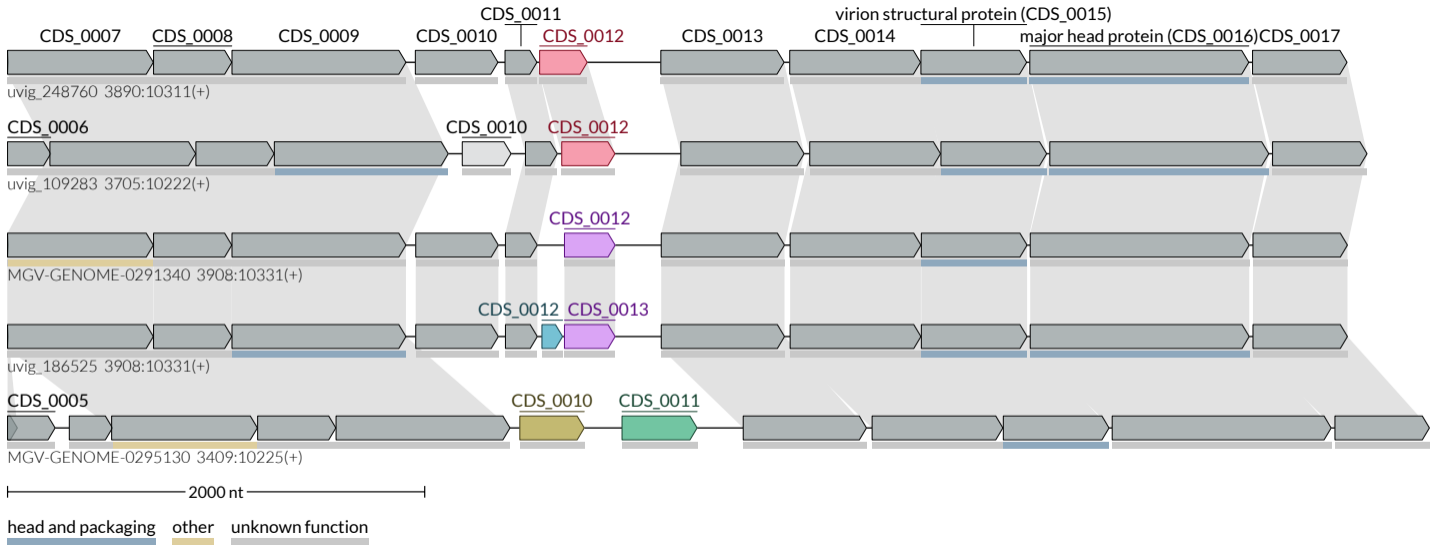 CDS_0011
virion structural protein (CDS_0015)
CDS_0007 CDS_0008 CDS_0009 CDS_0010 CDS_0012 CDS_0013 CDS_0014 major head protein (CDS_0016) CDS_0017
uvig_248760 3890:10311(+)
CDS_0006 CDS_0010 CDS_0012
uvig_109283 3705:10222(+)
CDS_0012
MGV-GENOME-0291340 3908:10331(+)
CDS_0012 CDS_0013
uvig_186525 3908:10331(+)
CDS_0005 CDS_0010 CDS_0011
MGV-GENOME-0295130 3409:10225(+)
2000 nt
head and packaging other unknown function